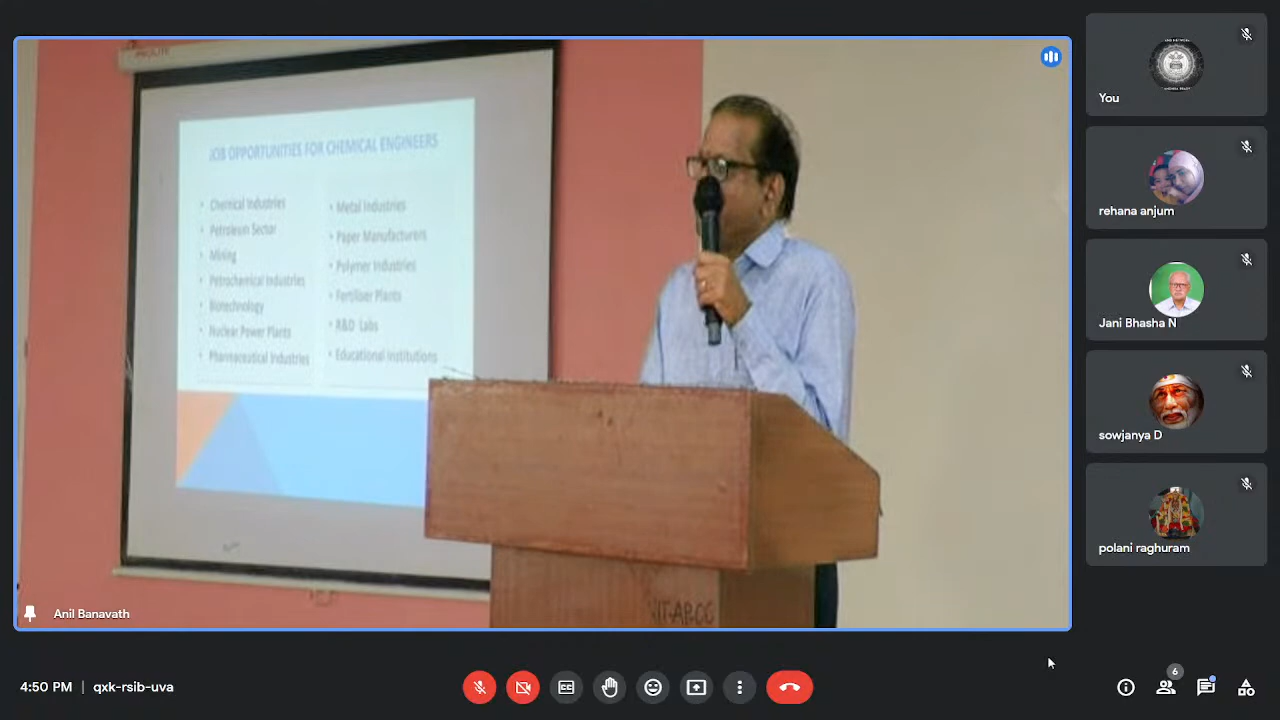 JOB OPPORTUNITIES FOR CHEMICAL ENGINEERS
• Chemical Industries
• Petroleum Sector
• Mining
• Petrochemical Industries
• Biotechnology
• Nuclear Power Plants
• Pharmaceutical Industries
• Metal Industries
• Paper Manufacturers
• Polymer Industries
• Fertiliser Plants
• R&D Labs
• Educational Institutions
Anil Banavath
You
rehana anjum
Jani Bhasha N
sowjanya D
polani raghuram
4:50 PM | qxk-rsib-uva
6